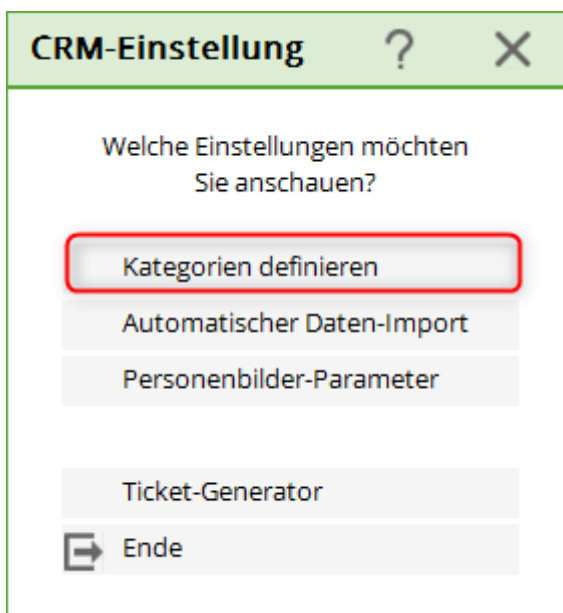 CRM-Einstellung ?
Welche Einstellungen möchten
Sie anschauen?
Kategorien definieren
Automatischer Daten-Import
Personenbilder-Parameter
Ticket-Generator
Ende